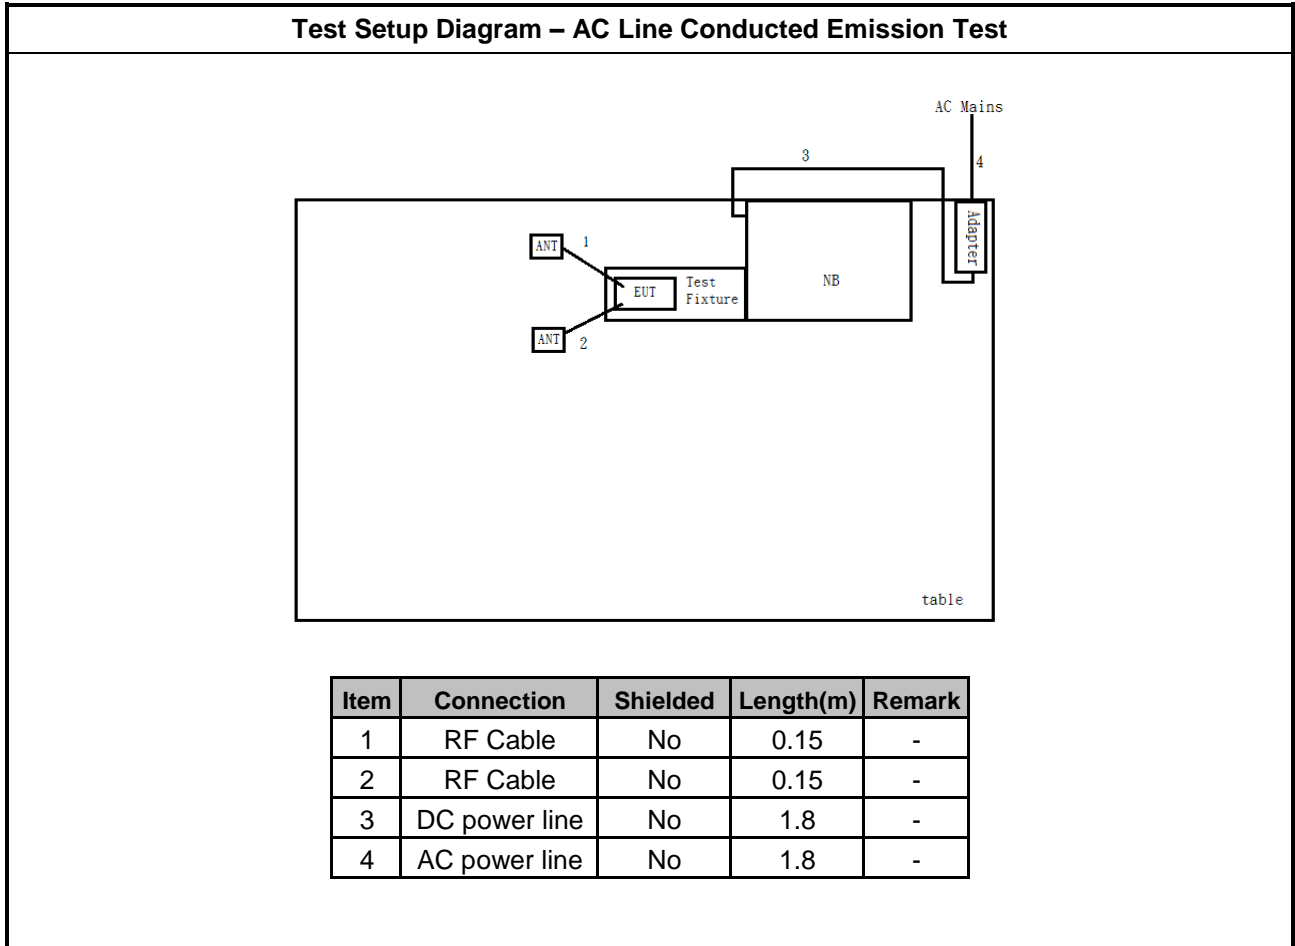 Test Setup Diagram – AC Line Conducted Emission Test
AC Mains
3
4
Adapter
ANT
1
EUT
Test
Fixture
NB
ANT
2
table
Item Connection Shielded Length(m) Remark
1 RF Cable No 0.15 -
2 RF Cable No 0.15 -
3 DC power line No 1.8 -
4 AC power line No 1.8 -